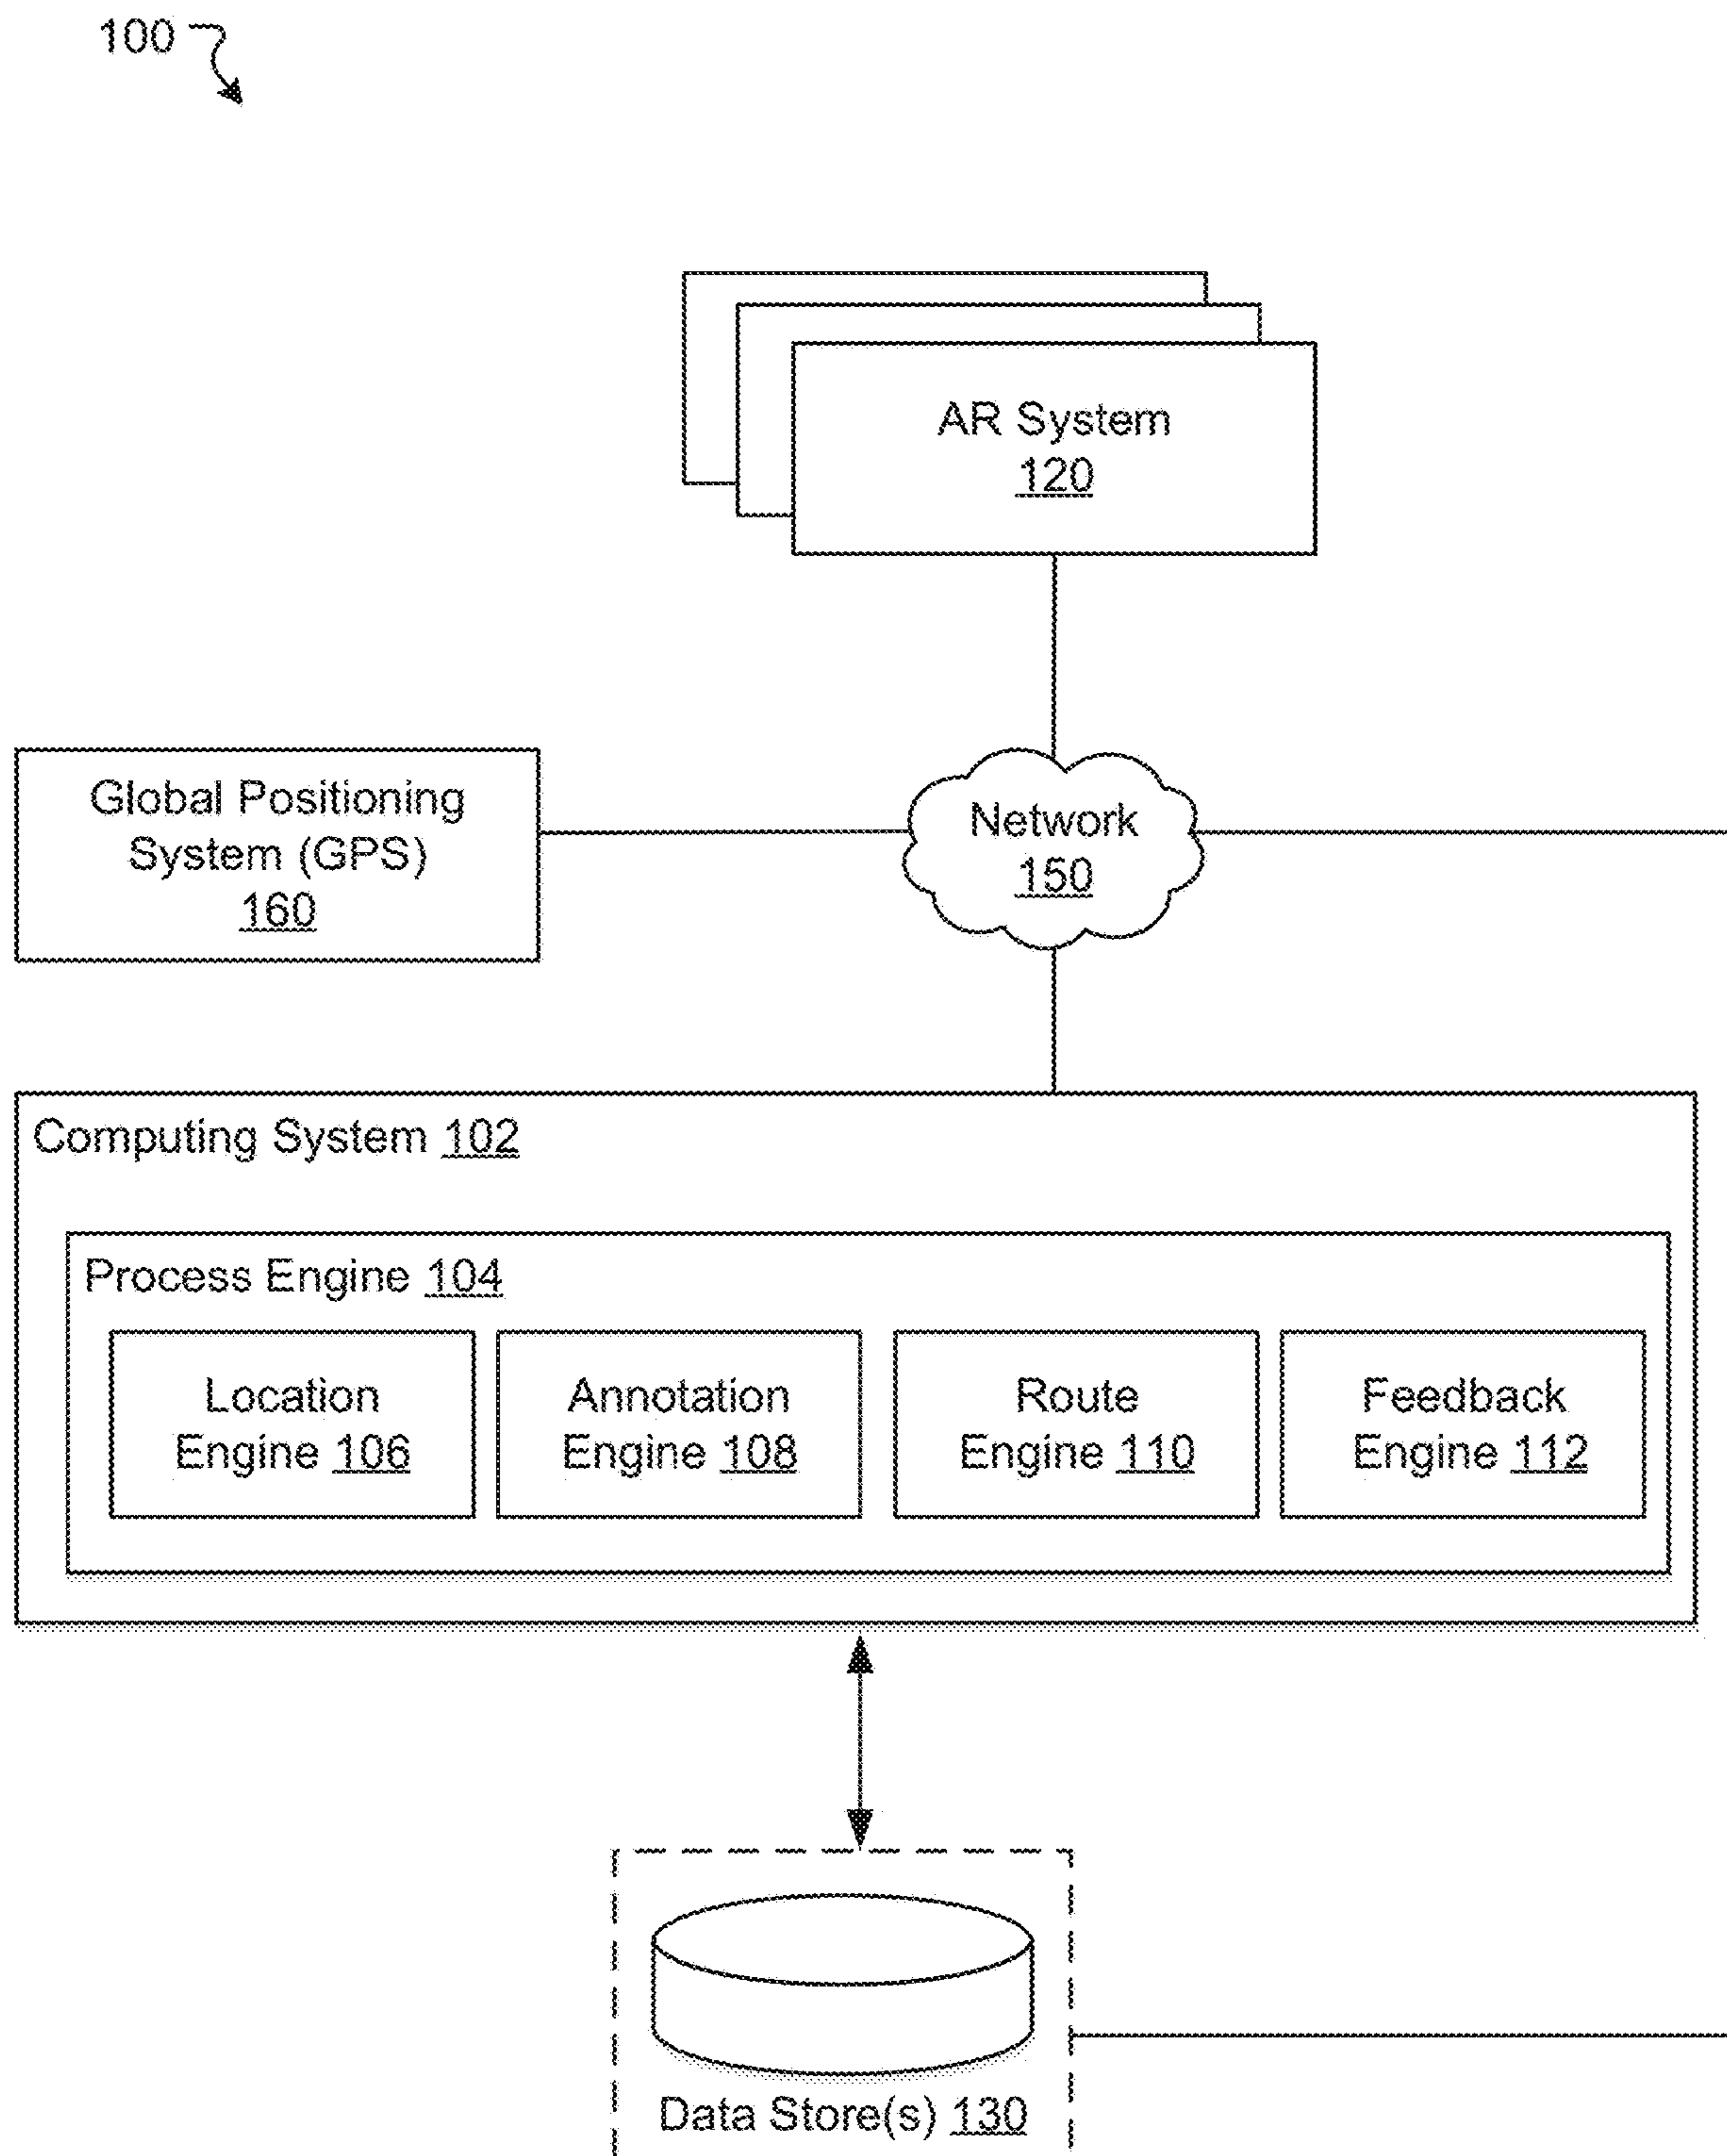 100
AR System
120
Global Positioning
System (GPS)
160
Network
150
Computing System 102
Process Engine 104
Location
Engine 106
Annotation
Engine 108
Route
Engine 110
Feedback
Engine 112
Data Store(s) 130